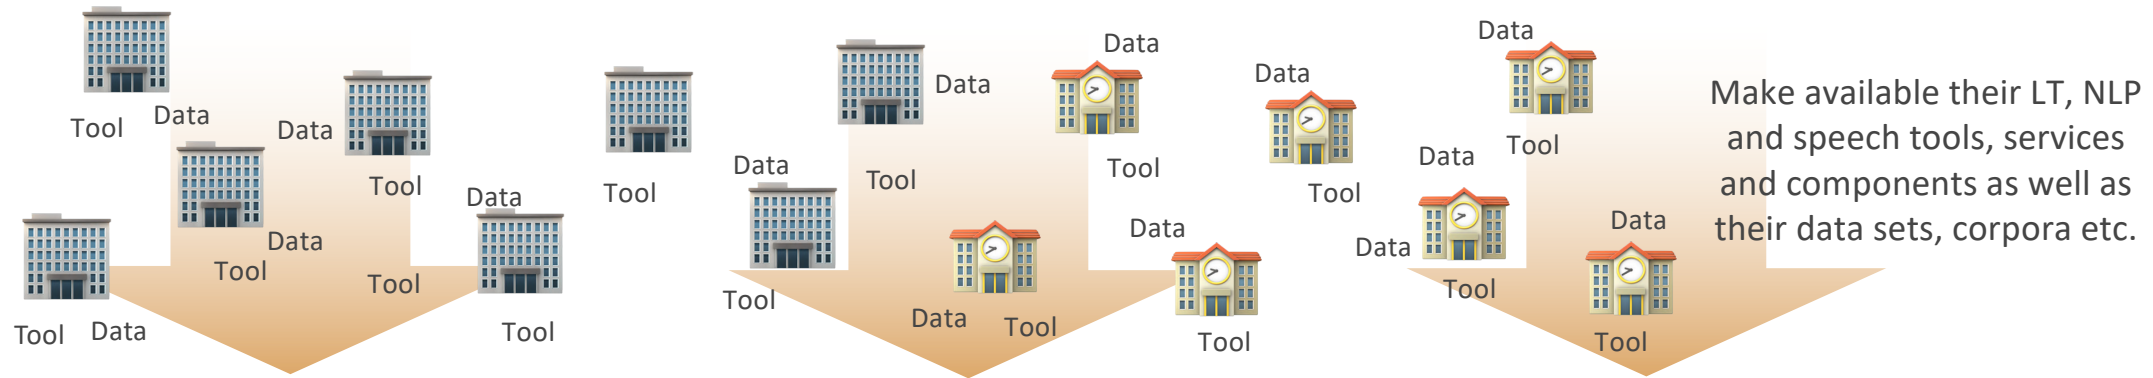 Data
Data
Data
Data
Data
Make available their LT, NLP
and speech tools, services
and components as well as
their data sets, corpora etc.
Tool
Data
Data
Tool
Data
Data
Tool
Tool
Tool
Tool
Tool
Data
Data
Data
Data
Data
Tool
Tool
Tool
Tool
Data
Data
Tool
Tool
Tool
Tool
Tool